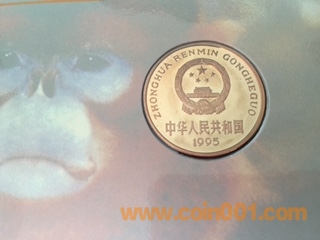 ZHONGHUA RENMIN GONGHEGUO
中华人民共和国
1995
www.coin001.com